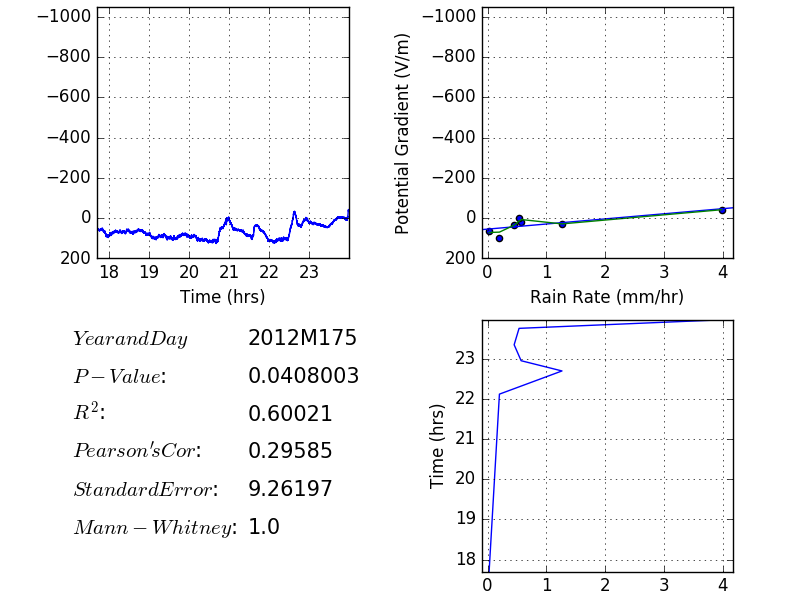 −1000
−800
−600
−400
−200
0
200
18 19 20 21 22 23
Time (hrs)
Potential Gradient (V/m)
−1000
−800
−600
−400
−200
0
200
0 1 2 3 4
Rain Rate (mm/hr)
YearandDay 2012M175
P−Value: 0.0408003
R²: 0.60021
Pearson'sCor: 0.29585
StandardError: 9.26197
Mann−Whitney: 1.0
Time (hrs)
23
22
21
20
19
18
0 1 2 3 4